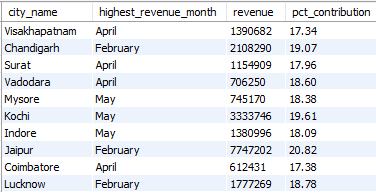 city_name highest_revenue_month revenue pct_contribution
Visakhapatnam April 1390682 17.34
Chandigarh February 2108290 19.07
Surat April 1154909 17.96
Vadodara April 706250 18.60
Mysore May 745170 18.38
Kochi May 3333746 19.61
Indore May 1380996 18.09
Jaipur February 7747202 20.82
Coimbatore April 612431 17.38
Lucknow February 1777269 18.78